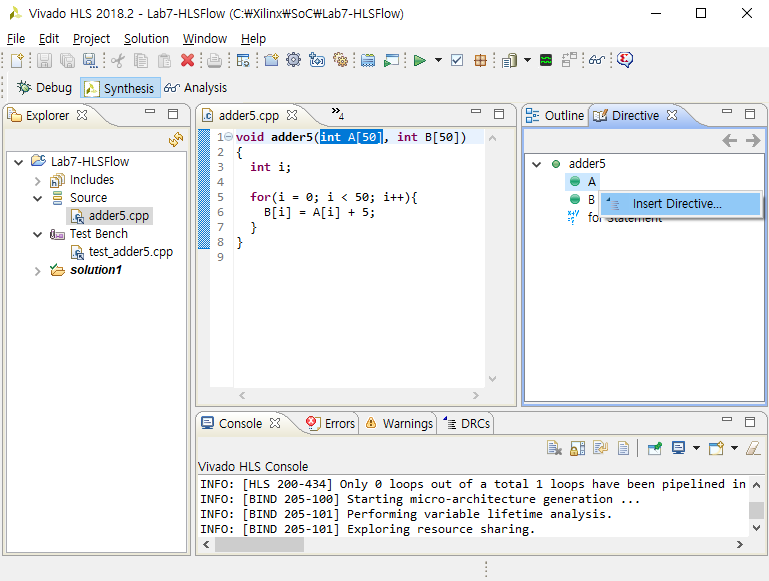 Vivado HLS 2018.2 - Lab7-HLSFlow (C:₩Xilinx₩SoC₩Lab7-HLSFlow)
File Edit Project Solution Window Help
Debug Synthesis Analysis
Explorer
Lab7-HLSFlow
Includes
Source
adder5.cpp
Test Bench
test_adder5.cpp
solution1
adder5.cpp
»4
1 void adder5(int A[50], int B[50])
2 {
3 int i;
4
5 for(i = 0; i < 50; i++){
6 B[i] = A[i] + 5;
7 }
8 }
9
Outline Directive
adder5
A
B
Insert Directive...
for Statement
Console Errors Warnings DRCs
Vivado HLS Console
INFO: [HLS 200-434] Only 0 loops out of a total 1 loops have been pipelined in
INFO: [BIND 205-100] Starting micro-architecture generation ...
INFO: [BIND 205-101] Performing variable lifetime analysis.
INFO: [BIND 205-101] Exploring resource sharing.